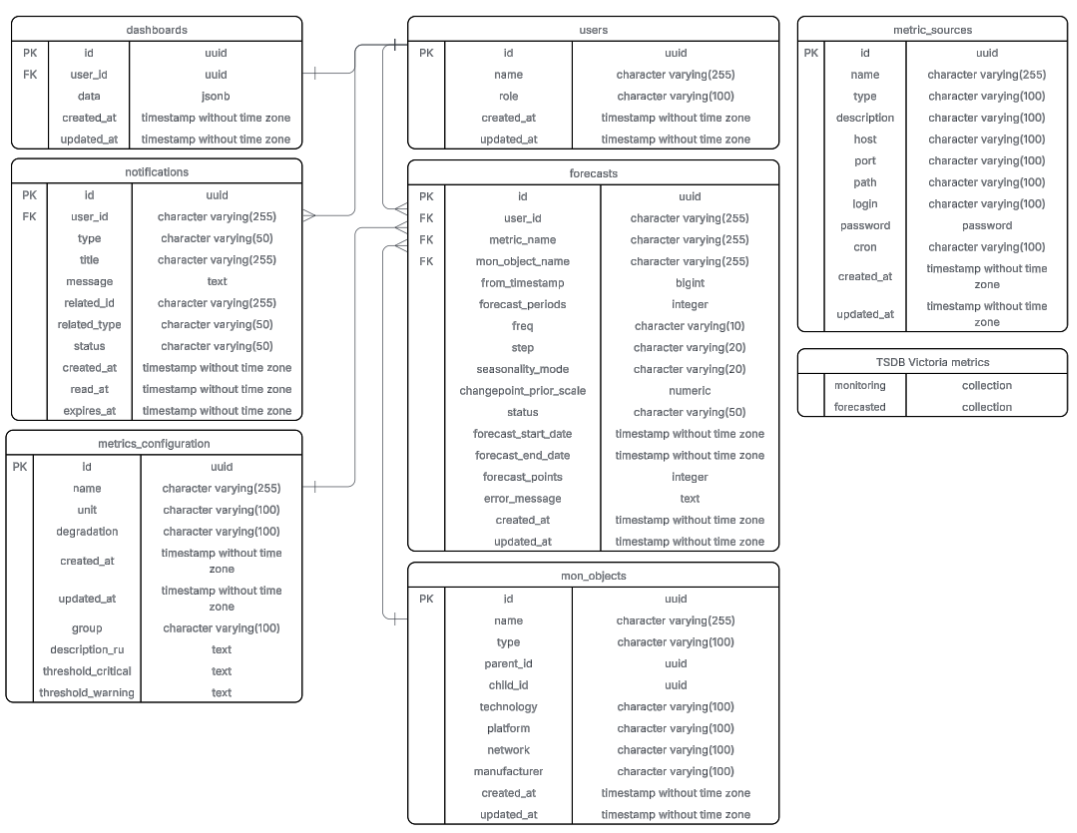 dashboards
PK id uuid
FK user_id uuid
data jsonb
created_at timestamp without time zone
updated_at timestamp without time zone
notifications
PK id uuid
FK user_id character varying(255)
type character varying(50)
title character varying(255)
message text
related_id character varying(255)
related_type character varying(50)
status character varying(50)
created_at timestamp without time zone
read_at timestamp without time zone
expires_at timestamp without time zone
metrics_configuration
PK id uuid
name character varying(255)
unit character varying(100)
degradation character varying(100)
created_at timestamp without time
zone
updated_at timestamp without time
zone
group character varying(100)
description_ru text
threshold_critical text
threshold_warning text
users
PK id uuid
name character varying(255)
role character varying(100)
created_at timestamp without time zone
updated_at timestamp without time zone
forecasts
PK id uuid
FK user_id character varying(255)
FK metric_name character varying(255)
FK mon_object_name character varying(255)
from_timestamp bigint
forecast_periods integer
freq character varying(10)
step character varying(20)
seasonality_mode character varying(20)
changepoint_prior_scale numeric
status character varying(50)
forecast_start_date timestamp without time zone
forecast_end_date timestamp without time zone
forecast_points integer
error_message text
created_at timestamp without time zone
updated_at timestamp without time zone
mon_objects
PK id uuid
name character varying(255)
type character varying(100)
parent_id uuid
child_id uuid
technology character varying(100)
platform character varying(100)
network character varying(100)
manufacturer character varying(100)
created_at timestamp without time zone
updated_at timestamp without time zone
metric_sources
PK id uuid
name character varying(255)
type character varying(100)
description character varying(100)
host character varying(100)
port character varying(100)
path character varying(100)
login character varying(100)
password password
cron character varying(100)
created_at timestamp without time
zone
updated_at timestamp without time
zone
TSDB Victoria metrics
monitoring collection
forecasted collection